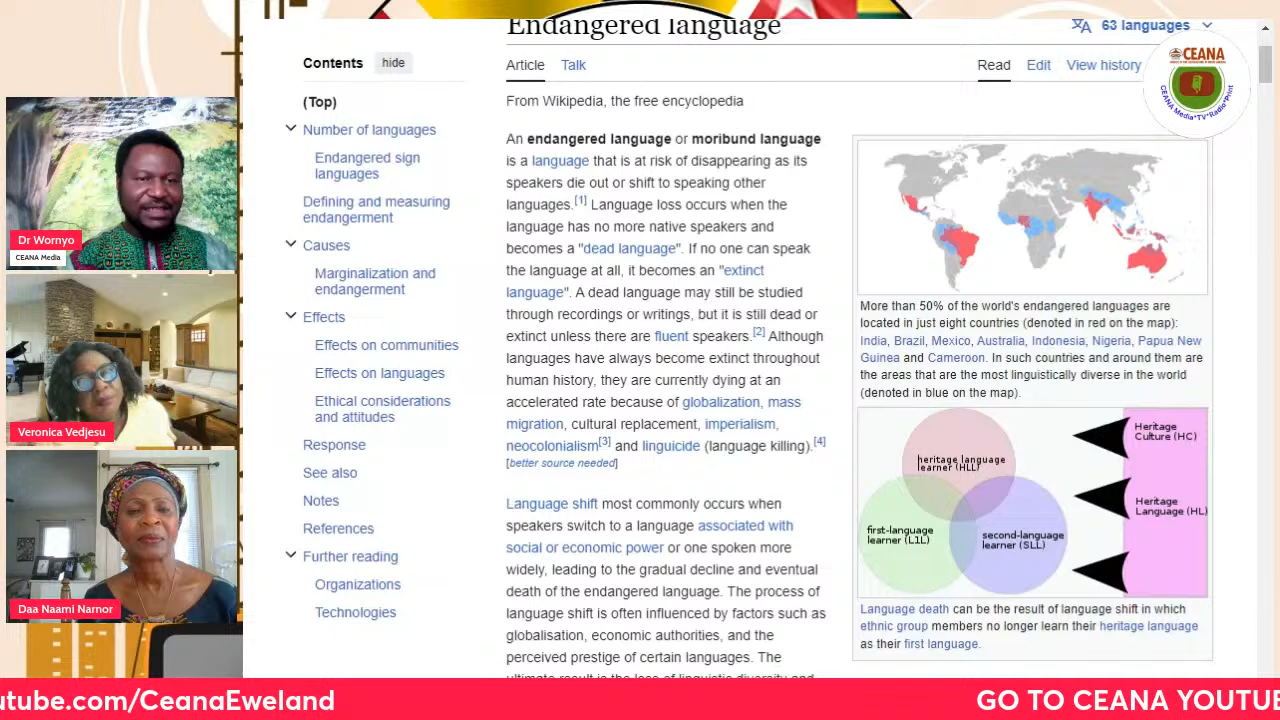 Endangered language
63 languages
Contents
hide
Article
Talk
Read
Edit
View history
CEANA
CEANA Media*TV*Radio*Print
(Top)
Number of languages
Endangered sign
languages
Defining and measuring
endangerment
Causes
Marginalization and
endangerment
Effects
Effects on communities
Effects on languages
Ethical considerations
and attitudes
Response
See also
Notes
References
Further reading
Organizations
Technologies
From Wikipedia, the free encyclopedia
An endangered language or moribund language
is a language that is at risk of disappearing as its
speakers die out or shift to speaking other
languages.[1] Language loss occurs when the
language has no more native speakers and
becomes a "dead language". If no one can speak
the language at all, it becomes an "extinct
language". A dead language may still be studied
through recordings or writings, but it is still dead or
extinct unless there are fluent speakers.[2] Although
languages have always become extinct throughout
human history, they are currently dying at an
accelerated rate because of globalization, mass
migration, cultural replacement, imperialism,
neocolonialism[3] and linguicide (language killing).[4]
[better source needed]
Language shift most commonly occurs when
speakers switch to a language associated with
social or economic power or one spoken more
widely, leading to the gradual decline and eventual
death of the endangered language. The process of
language shift is often influenced by factors such as
globalisation, economic authorities, and the
perceived prestige of certain languages. The
ultimate result is the loss of linguistic diversity and
More than 50% of the world's endangered languages are
located in just eight countries (denoted in red on the map):
India, Brazil, Mexico, Australia, Indonesia, Nigeria, Papua New
Guinea and Cameroon. In such countries and around them are
the areas that are the most linguistically diverse in the world
(denoted in blue on the map).
heritage language
learner (HLL)
first-language
learner (L1L)
second-language
learner (SLL)
Heritage
Culture (HC)
Heritage
Language (HL)
Language death can be the result of language shift in which
ethnic group members no longer learn their heritage language
as their first language.
Dr Wornyo
CEANA Media
Veronica Vedjesu
Daa Naami Narnor
utube.com/CeanaEweland
GO TO CEANA YOUTUBE